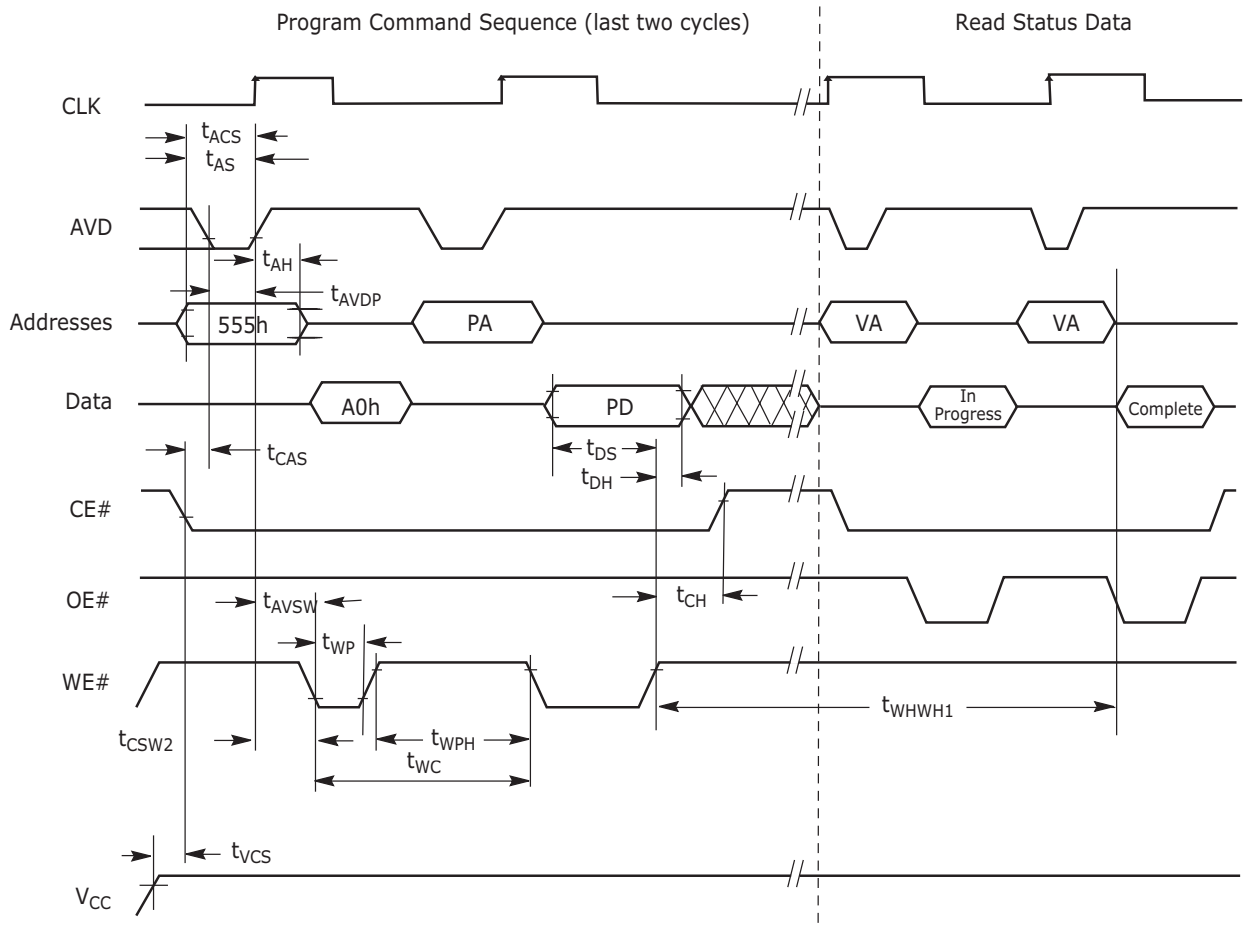 Program Command Sequence (last two cycles)
Read Status Data
CLK
tACS
tAS
AVD
tAH
tAVDP
Addresses
555h
PA
VA
VA
Data
A0h
PD
In
Progress
Complete
tCAS
tDS
tDH
CE#
OE#
tAVSW
tCH
tWP
WE#
tWHWH1
tCSW2
tWPH
tWC
tVCS
VCC